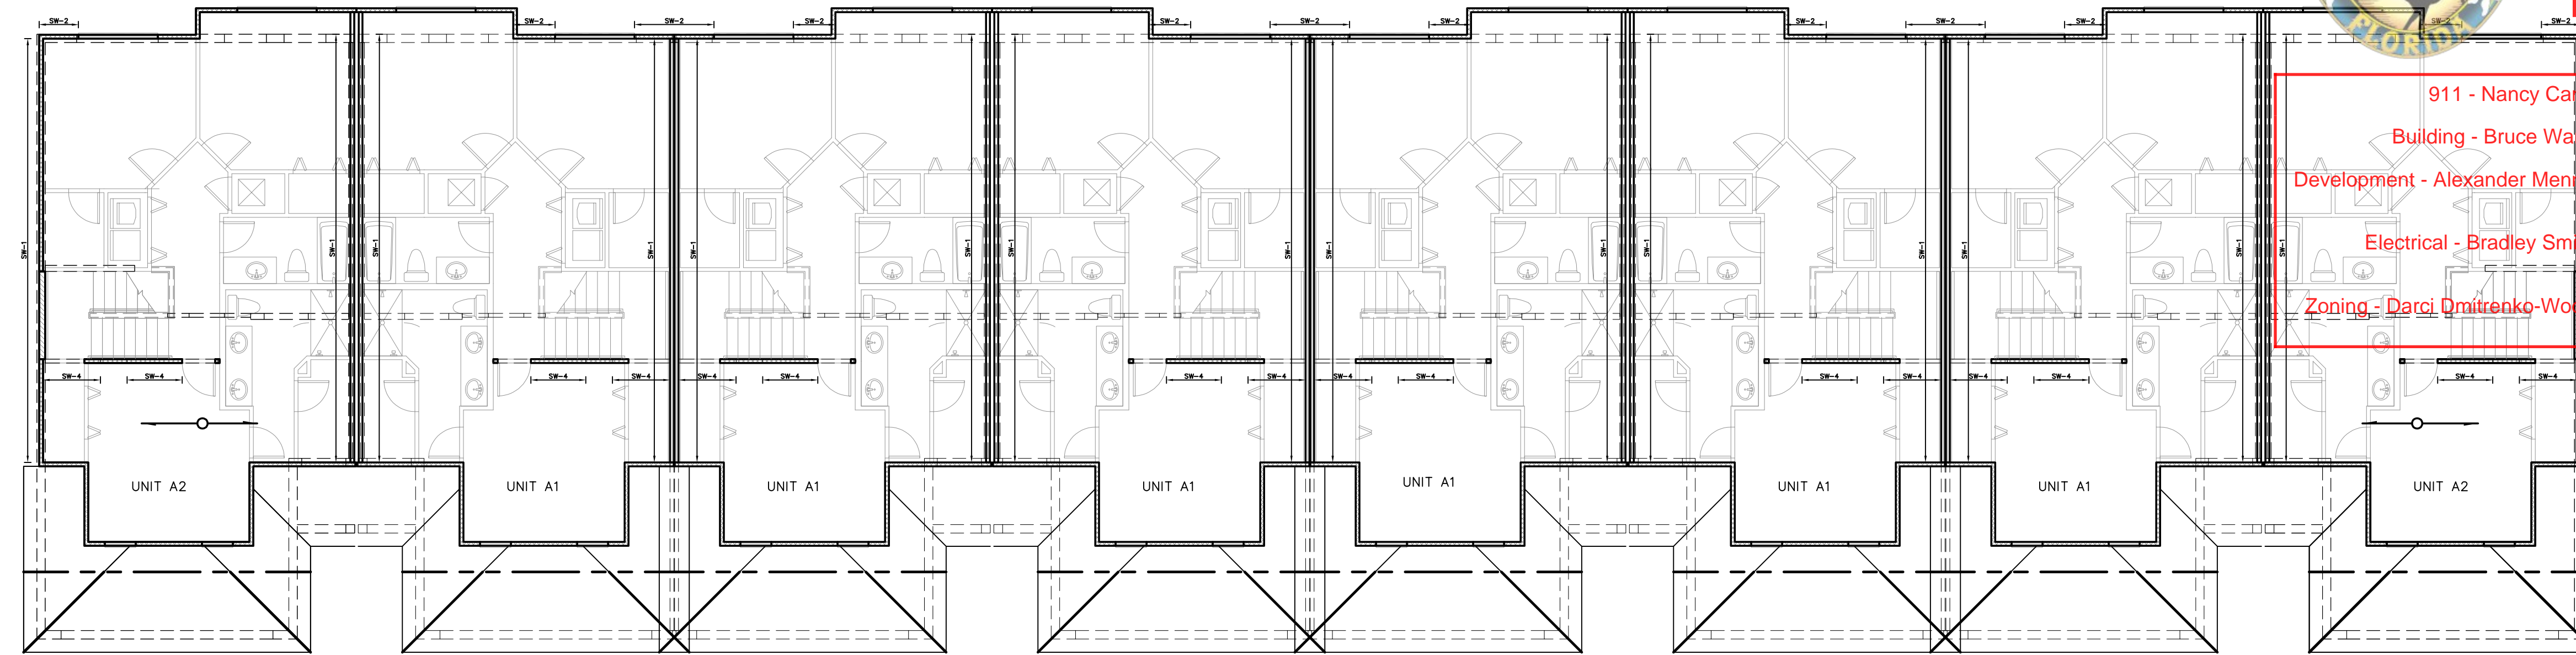 SW-2 SW-2 SW-2 SW-2 SW-2 SW-2 SW-2 SW-2 SW-2 SW-2 SW-2 SW-2
FLORIDA
911 - Nancy Car
Building - Bruce Wa
Development - Alexander Menn
Electrical - Bradley Smi
Zoning - Darci Dmitrenko-Woo
SW-1 SW-1 SW-1 SW-1 SW-1 SW-1 SW-1 SW-1 SW-1 SW-1 SW-1 SW-1 SW-1 SW-1 SW-1
SW-4 SW-4 SW-4 SW-4 SW-4 SW-4 SW-4 SW-4 SW-4 SW-4 SW-4 SW-4 SW-4 SW-4 SW-4 SW-4
UNIT A2 UNIT A1 UNIT A1 UNIT A1 UNIT A1 UNIT A1 UNIT A1 UNIT A2